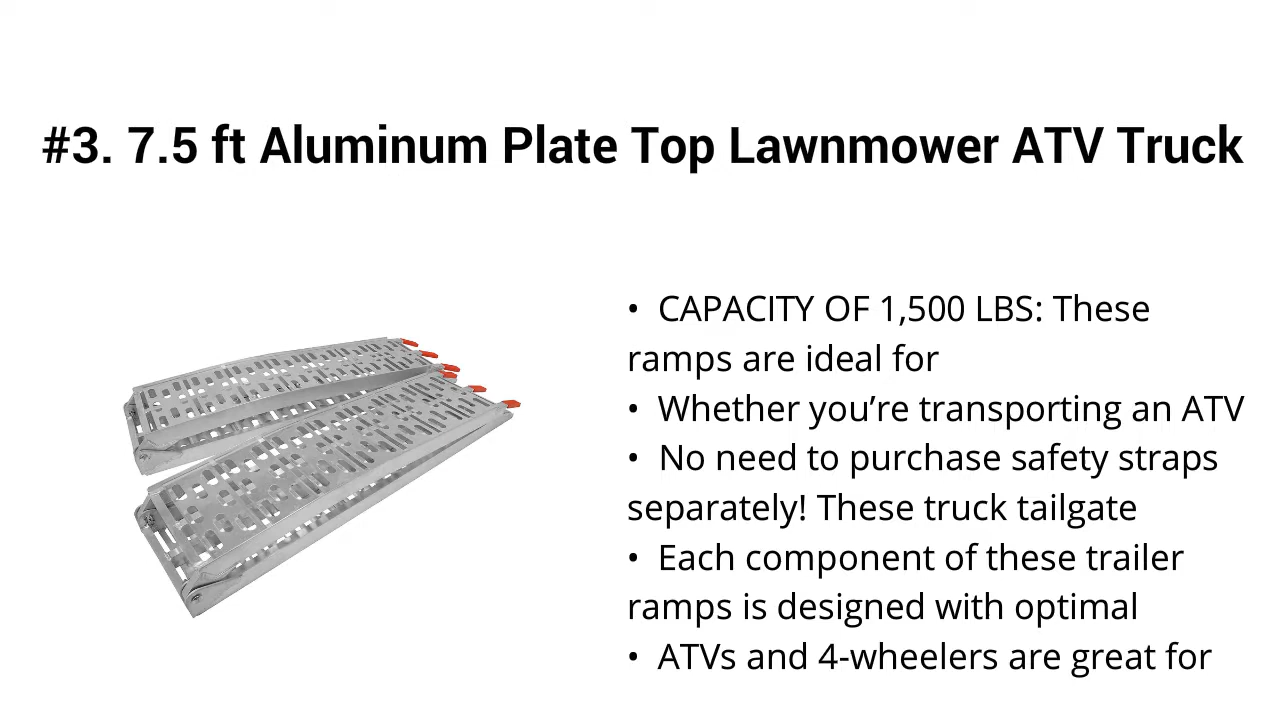 #3. 7.5 ft Aluminum Plate Top Lawnmower ATV Truck
• CAPACITY OF 1,500 LBS: These
ramps are ideal for
• Whether you’re transporting an ATV
• No need to purchase safety straps
separately! These truck tailgate
• Each component of these trailer
ramps is designed with optimal
• ATVs and 4-wheelers are great for